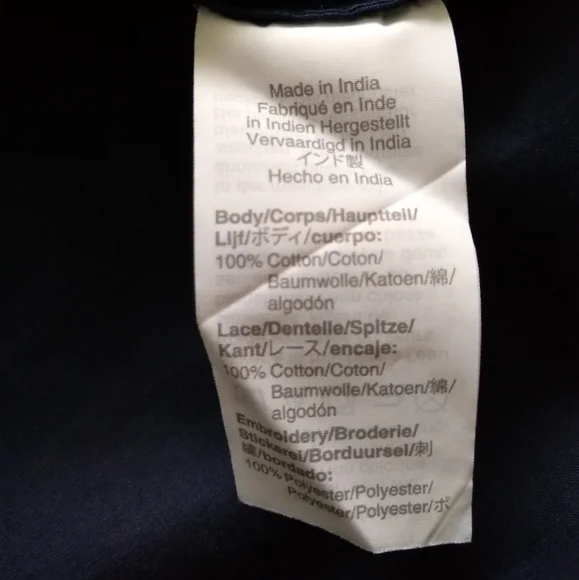 Made in India
Fabriqué en Inde
in Indien Hergestellt
Vervaardigd in India
インド製
Hecho en India
Body/Corps/Hauptteil/
Lijf/ボディ/cuerpo:
100% Cotton/Coton/
Baumwolle/Katoen/綿/
algodón
Lace/Dentelle/Spitze/
Kant/レース/encaje:
100% Cotton/Coton/
Baumwolle/Katoen/綿/
algodón
Embroidery/Broderie/
Stickerei/Borduursel/刺
繍/bordado:
100% Polyester/Polyester/
Polyester/Polyester/ポ